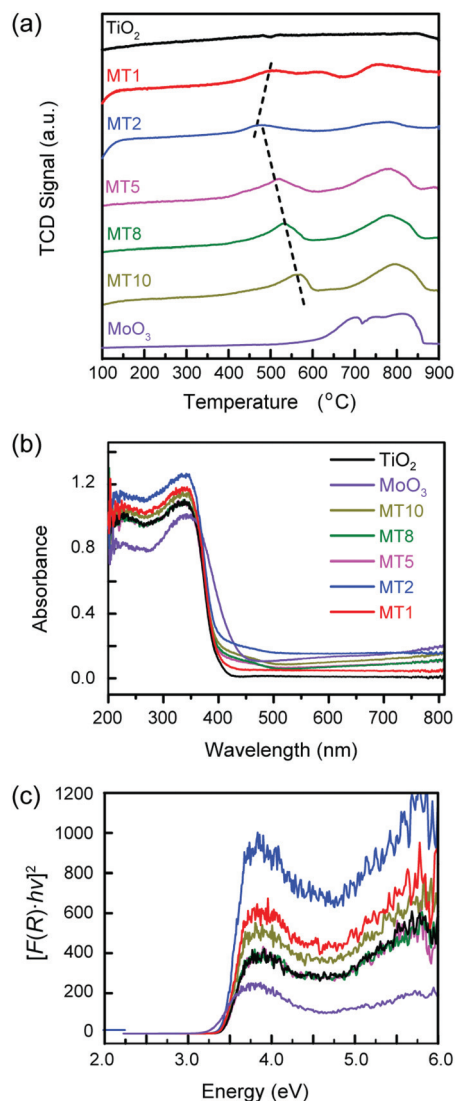 (a)
TiO₂
MT1
MT2
MT5
MT8
MT10
MoO₃
TCD Signal (a.u.)
100 200 300 400 500 600 700 800 900
Temperature (°C)
(b)
1.2
0.8
0.4
0.0
Absorbance
TiO₂
MoO₃
MT10
MT8
MT5
MT2
MT1
200 300 400 500 600 700 800
Wavelength (nm)
(c)
1200
1000
800
600
400
200
0
[F(R)·hv]²
2.0 3.0 4.0 5.0 6.0
Energy (eV)